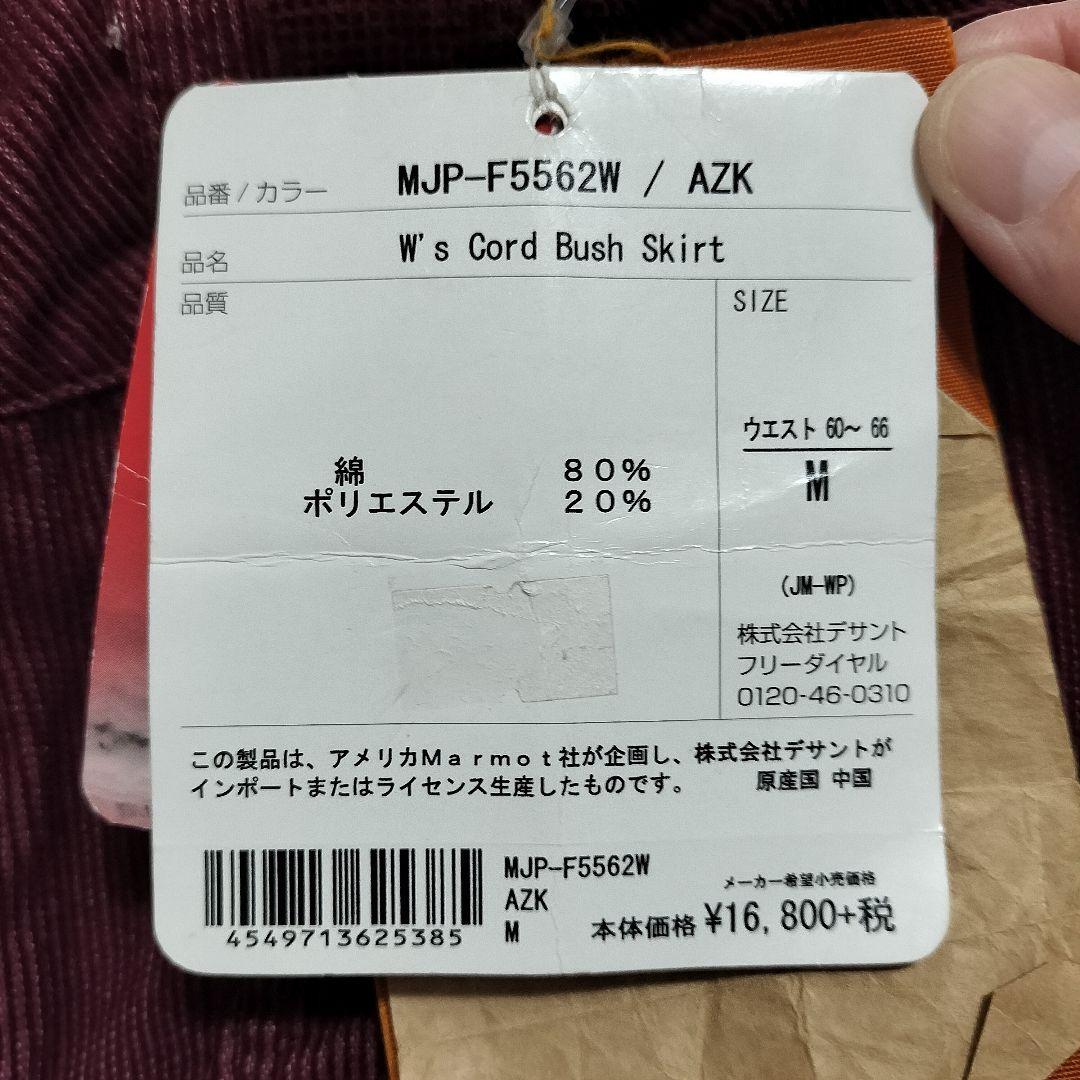 品番/カラー MJP-F5562W / AZK
品名 W's Cord Bush Skirt
品質
SIZE
綿 80%
ポリエステル 20%
ウエスト 60~ 66
M
(JM-WP)
株式会社デサント
フリーダイヤル
0120-46-0310
この製品は、アメリカMarmot社が企画し、株式会社デサントが
インポートまたはライセンス生産したものです。 原産国 中国
4549713625385
MJP-F5562W
AZK
M
メーカー希望小売価格
本体価格 ¥16,800+税